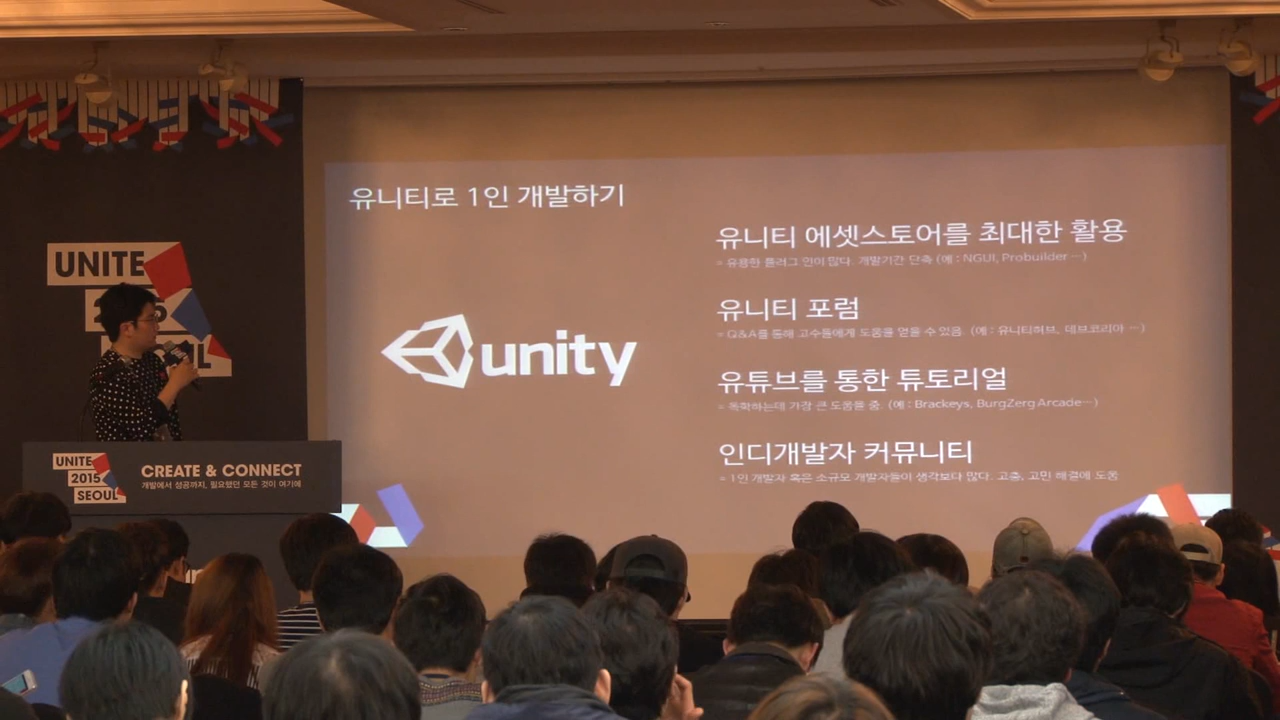 유니티로 1인 개발하기
유니티 에셋스토어를 최대한 활용
- 유용한 플러그 인이 많다. 개발기간 단축 (예 : NGUI, Probuilder …)
유니티 포럼
- Q&A를 통해 고수들에게 도움을 얻을 수 있음 (예 : 유니티허브, 데브코리아 …)
유튜브를 통한 튜토리얼
- 독학하는데 가장 큰 도움을 줌. (예 : Brackeys, BurgZerg Arcade…)
인디개발자 커뮤니티
- 1인 개발자 혹은 소규모 개발자들이 생각보다 많다. 고충, 고민 해결에 도움
unity
UNITE
UNITE
2015
SEOUL
CREATE & CONNECT
개발에서 성공까지, 필요했던 모든 것이 여기에